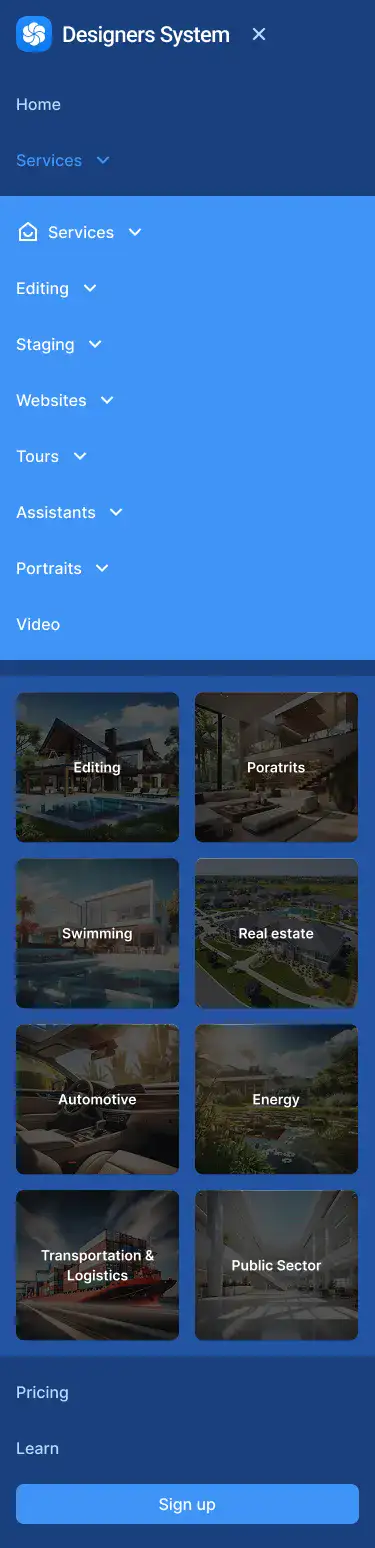 Designers System
Home
Services
Services
Editing
Staging
Websites
Tours
Assistants
Portraits
Video
Editing
Poratrits
Swimming
Real estate
Automotive
Energy
Transportation &
Logistics
Public Sector
Pricing
Learn
Sign up